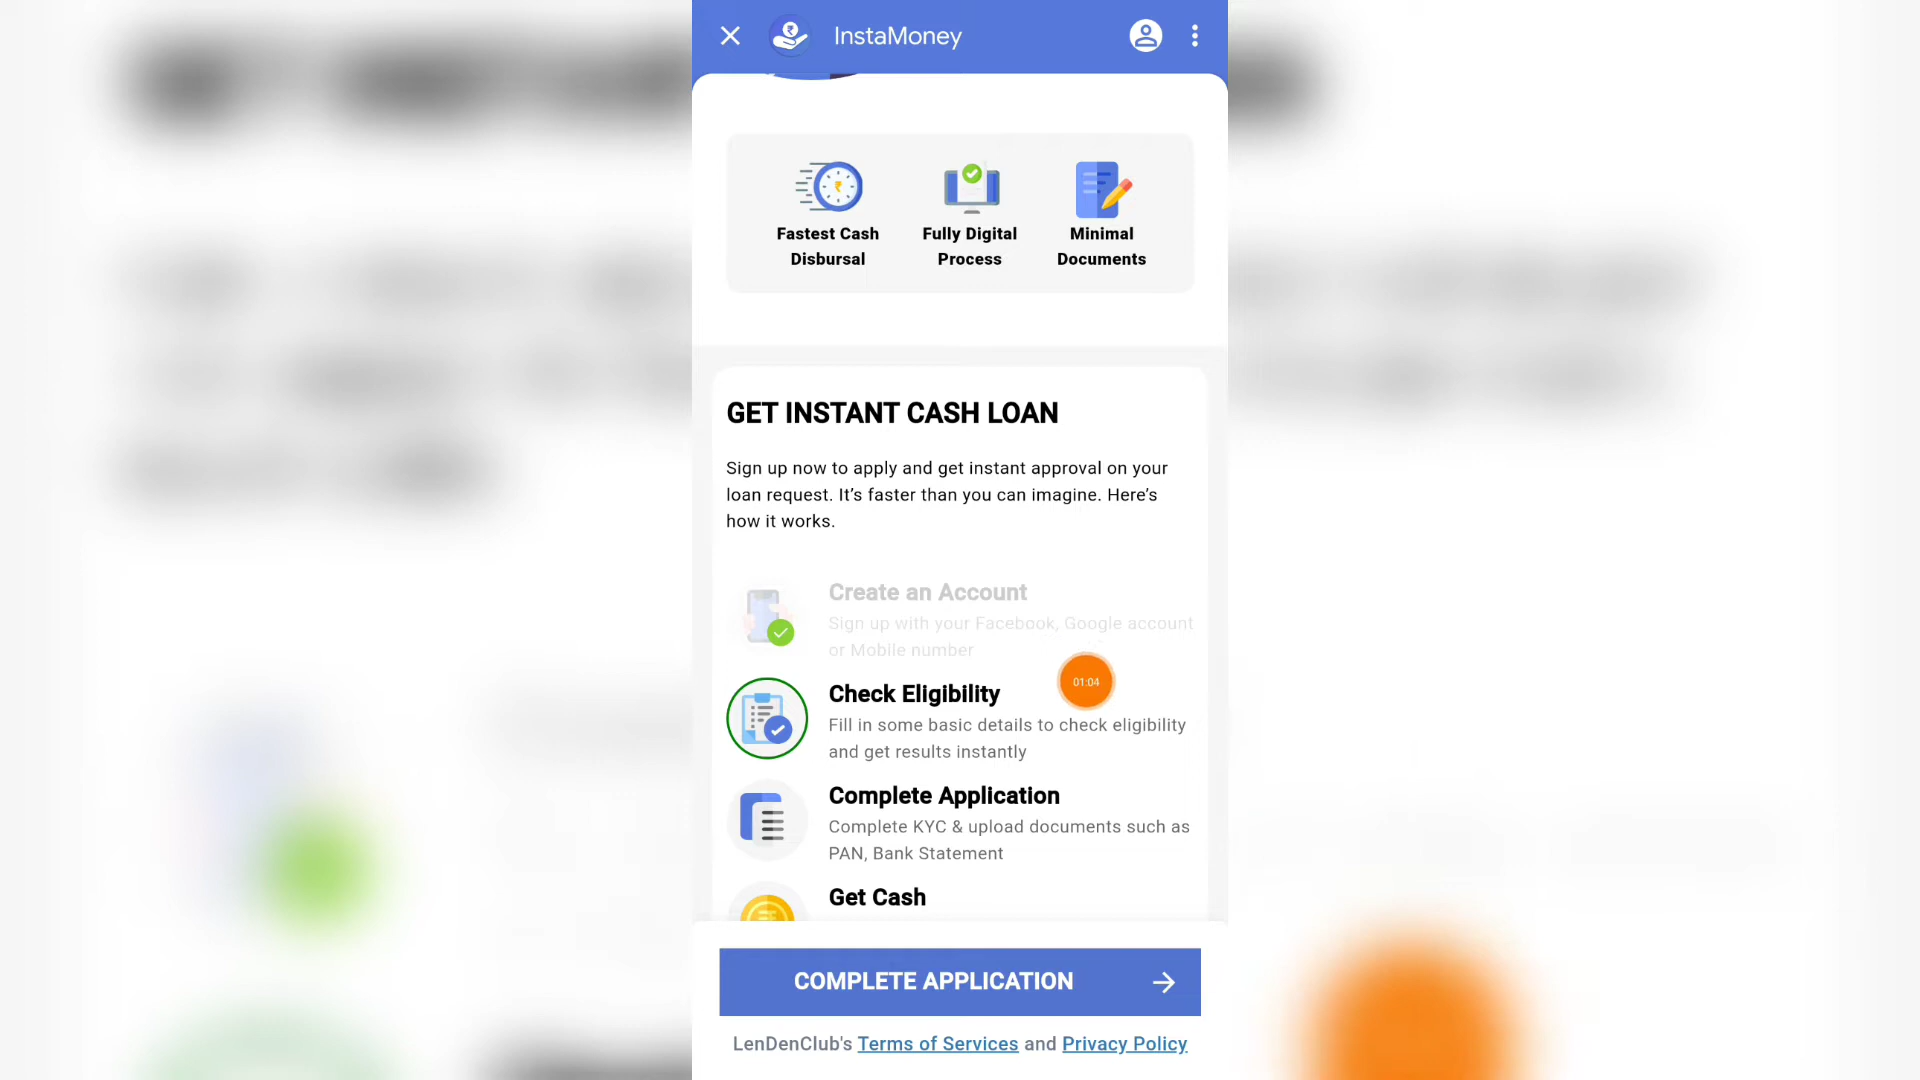 InstaMoney
Fastest Cash
Disbursal
Fully Digital
Process
Minimal
Documents
GET INSTANT CASH LOAN
Sign up now to apply and get instant approval on your
loan request. It’s faster than you can imagine. Here’s
how it works.
Create an Account
Sign up with your Facebook, Google account
or Mobile number
01:04
Check Eligibility
Fill in some basic details to check eligibility
and get results instantly
Complete Application
Complete KYC & upload documents such as
PAN, Bank Statement
Get Cash
COMPLETE APPLICATION
LenDenClub's Terms of Services and Privacy Policy